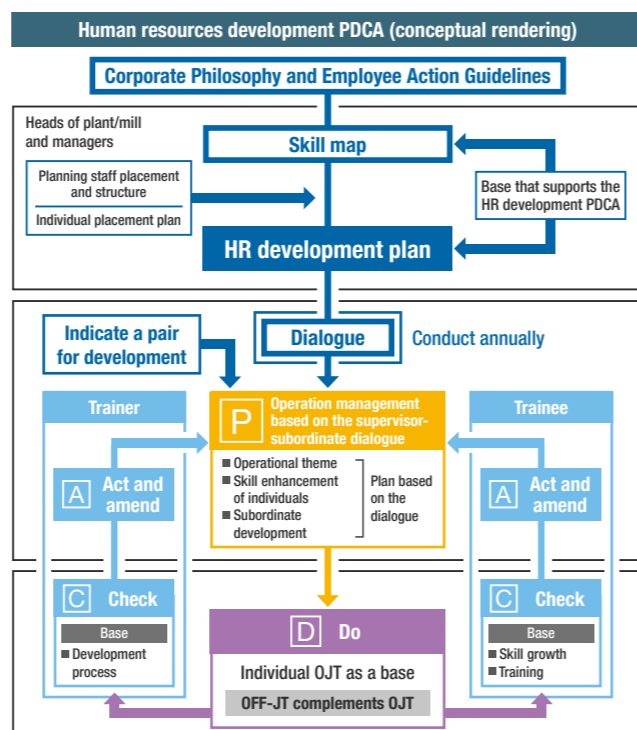 Human resources development PDCA (conceptual rendering)
Corporate Philosophy and Employee Action Guidelines
Heads of plant/mill
and managers
Skill map
Planning staff placement
and structure
Individual placement plan
Base that supports the
HR development PDCA
HR development plan
Indicate a pair
for development
Dialogue
Conduct annually
Trainer
P
Operation management
based on the supervisor-
subordinate dialogue
■ Operational theme
■ Skill enhancement
of individuals
■ Subordinate
development
Plan based
on the
dialogue
Trainee
A
Act and
amend
A
Act and
amend
C Check
Base
■ Development
process
D Do
Individual OJT as a base
OFF-JT complements OJT
C Check
Base
■ Skill growth
■ Training